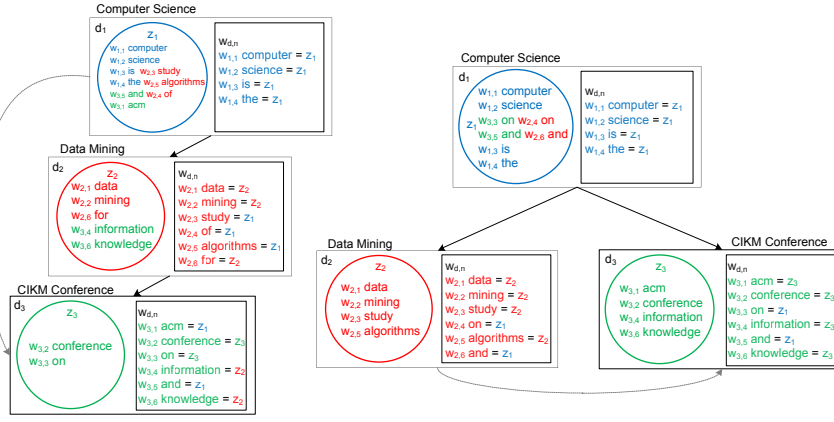 Computer Science
d1
z1
w1,1 computer
w1,2 science
w1,3 is w2,3 study
w1,4 the w2,5 algorithms
w3,5 and w2,4 of
w3,1 acm
wd,n
w1,1 computer = z1
w1,2 science = z1
w1,3 is = z1
w1,4 the = z1
Data Mining
d2
z2
w2,1 data
w2,2 mining
w2,6 for
w3,4 information
w3,6 knowledge
wd,n
w2,1 data = z2
w2,2 mining = z2
w2,3 study = z1
w2,4 of = z1
w2,5 algorithms = z1
w2,6 for = z2
CIKM Conference
d3
z3
w3,2 conference
w3,3 on
wd,n
w3,1 acm = z1
w3,2 conference = z3
w3,3 on = z3
w3,4 information = z2
w3,5 and = z1
w3,6 knowledge = z2
Computer Science
d1
w1,1 computer
w1,2 science
z1 w3,3 on w2,4 on
w3,5 and w2,6 and
w1,3 is
w1,4 the
wd,n
w1,1 computer = z1
w1,2 science = z1
w1,3 is = z1
w1,4 the = z1
Data Mining
d2
z2
w2,1 data
w2,2 mining
w2,3 study
w2,5 algorithms
wd,n
w2,1 data = z2
w2,2 mining = z2
w2,3 study = z2
w2,4 on = z1
w2,5 algorithms = z2
w2,6 and = z1
CIKM Conference
d3
z3
w3,1 acm
w3,2 conference
w3,4 information
w3,6 knowledge
wd,n
w3,1 acm = z3
w3,2 conference = z3
w3,3 on = z1
w3,4 information = z3
w3,5 and = z1
w3,6 knowledge = z3